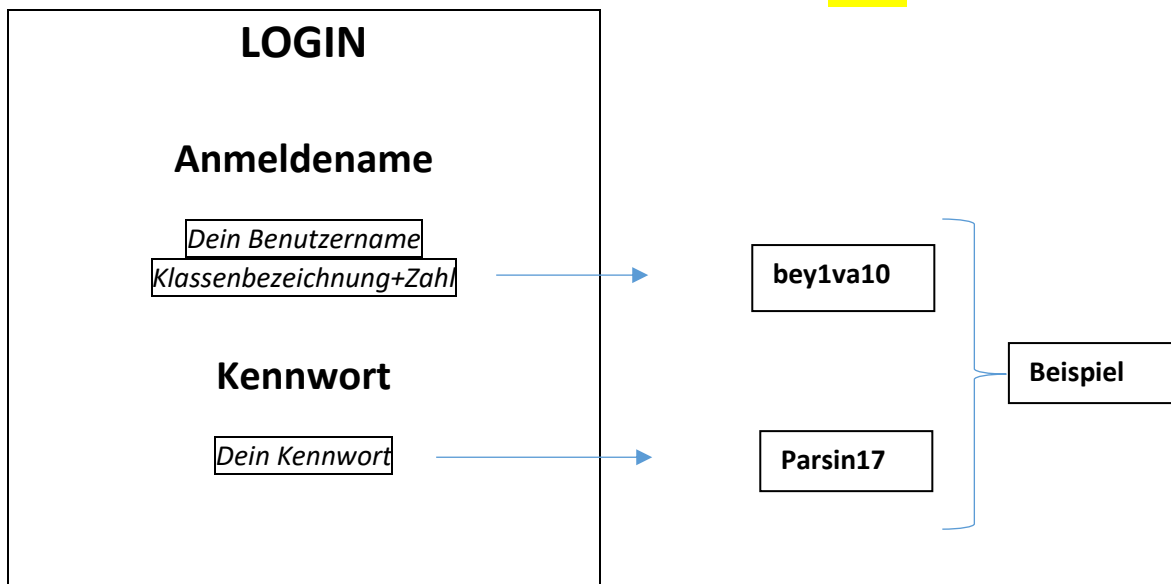 LOGIN
Anmeldename
Dein Benutzername
Klassenbezeichnung+Zahl
bey1va10
Kennwort
Beispiel
Dein Kennwort
Parsin17